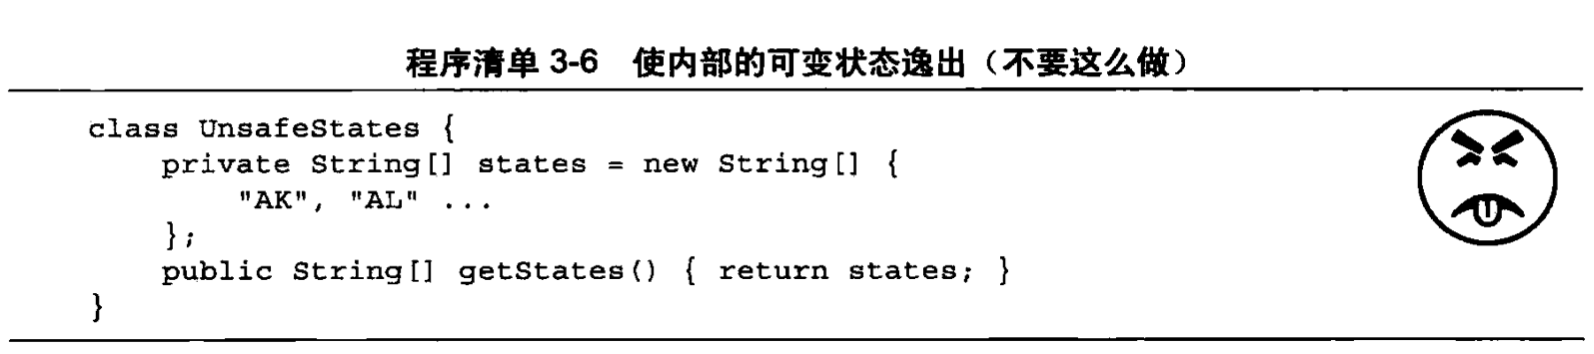 程序清单 3-6 使内部的可变状态逸出（不要这么做）
class UnsafeStates {
    private String[] states = new String[] {
        "AK", "AL" ...
    };
    public String[] getStates() { return states; }
}